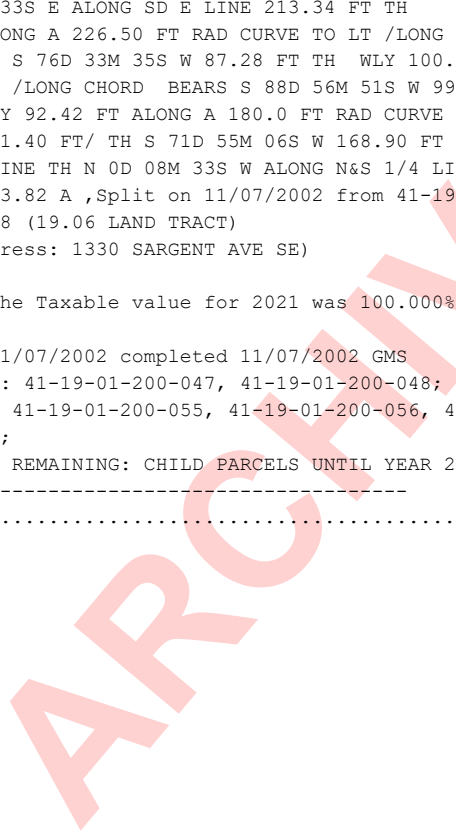 33S E ALONG SD E LINE 213.34 FT TH
ONG A 226.50 FT RAD CURVE TO LT /LONG
S 76D 33M 35S W 87.28 FT TH WLY 100.
/LONG CHORD BEARS S 88D 56M 51S W 99
Y 92.42 FT ALONG A 180.0 FT RAD CURVE
1.40 FT/ TH S 71D 55M 06S W 168.90 FT
INE TH N 0D 08M 33S W ALONG N&S 1/4 LI
3.82 A ,Split on 11/07/2002 from 41-19
8 (19.06 LAND TRACT)
ress: 1330 SARGENT AVE SE)
he Taxable value for 2021 was 100.000%
1/07/2002 completed 11/07/2002 GMS
: 41-19-01-200-047, 41-19-01-200-048;
41-19-01-200-055, 41-19-01-200-056, 4
;
REMAINING: CHILD PARCELS UNTIL YEAR 2
----------------------------------
......................................
ARCHIV